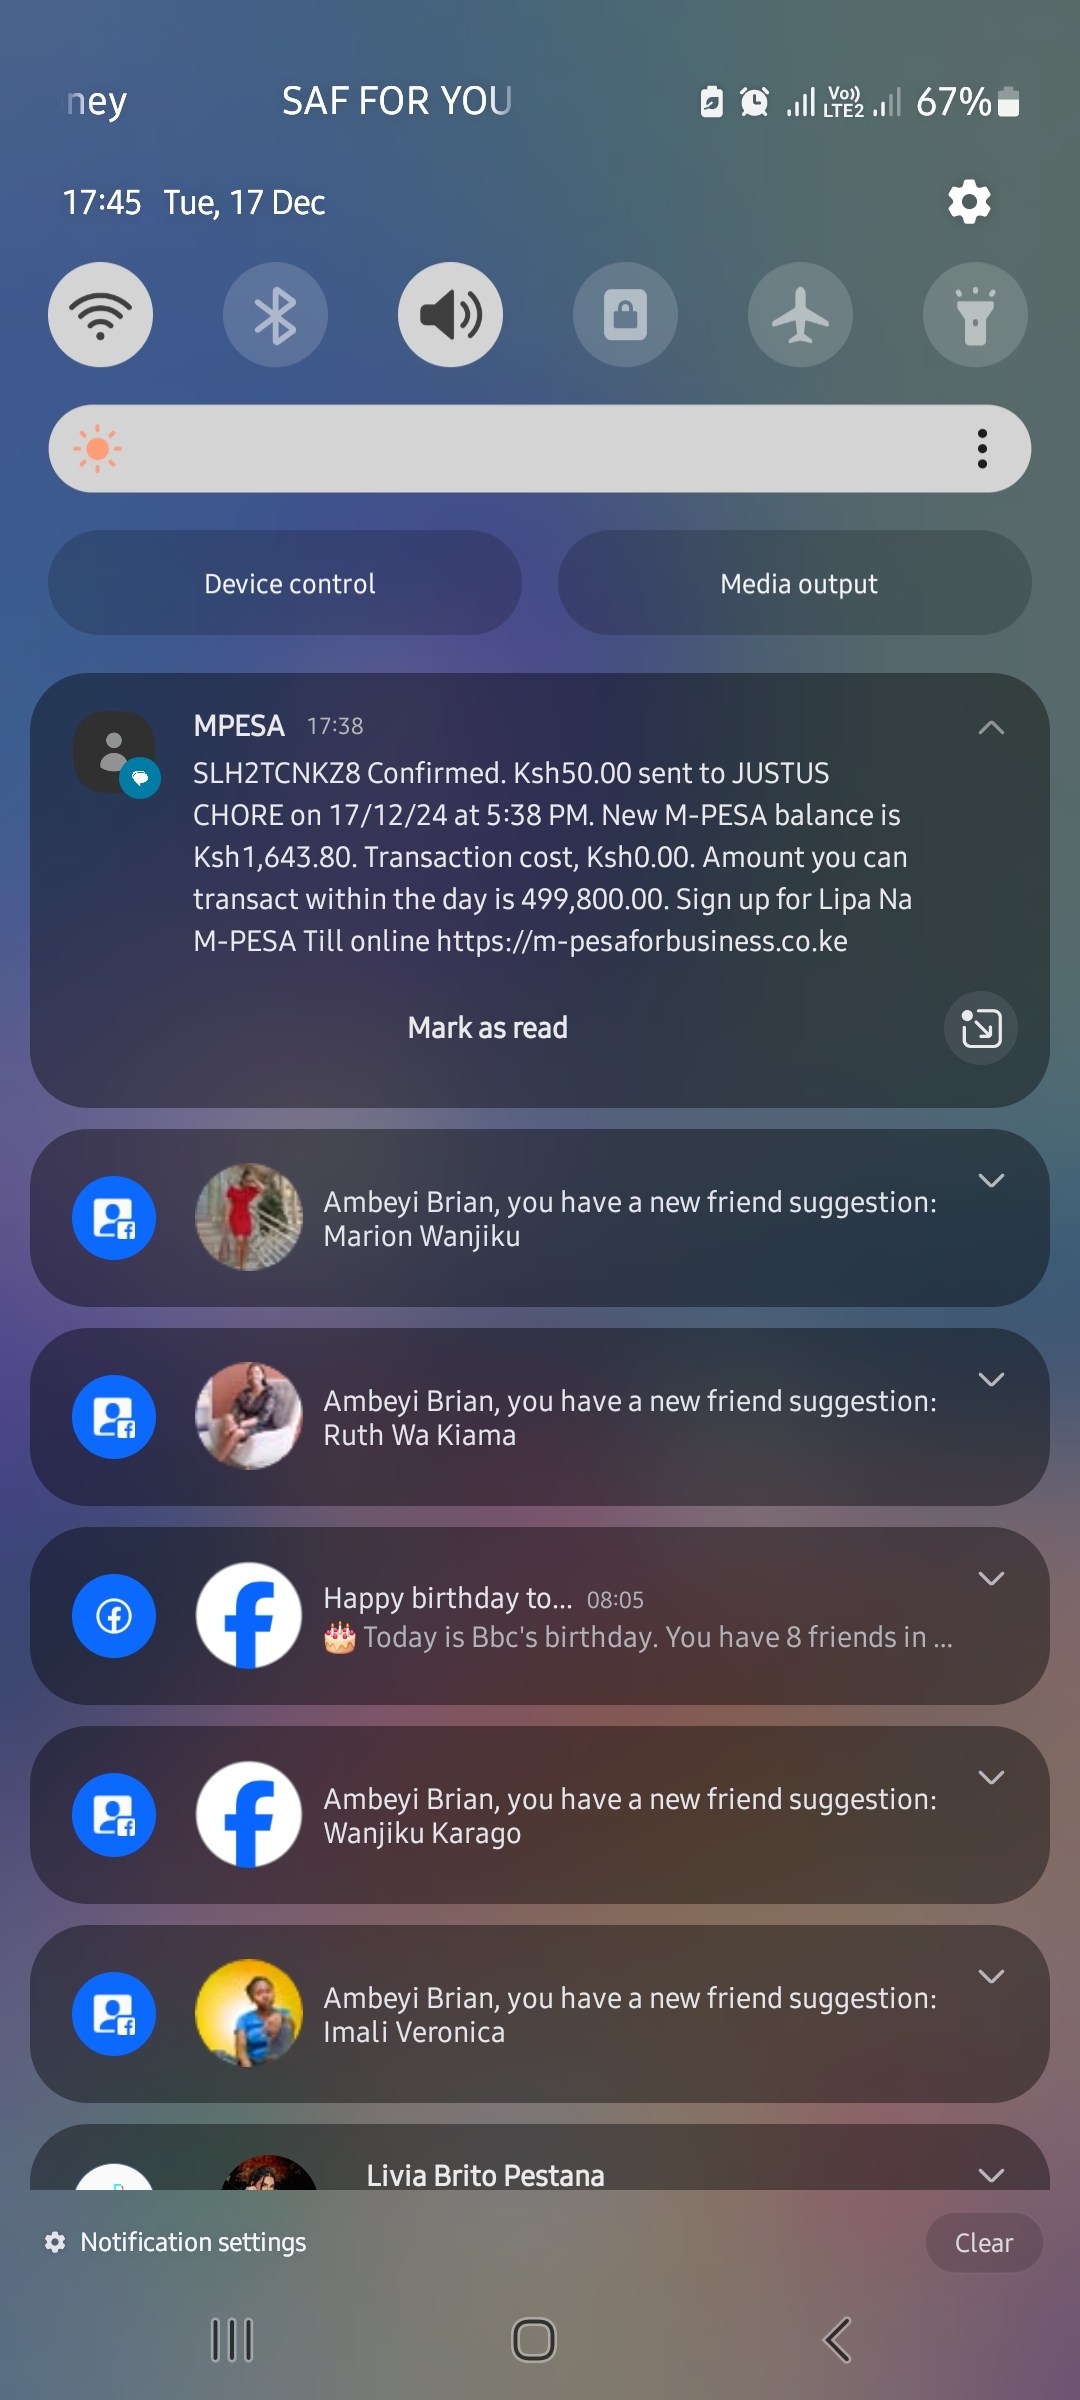 ney SAF FOR YOU Vo)) LTE2 67%
17:45 Tue, 17 Dec
Device control Media output
MPESA 17:38
SLH2TCNKZ8 Confirmed. Ksh50.00 sent to JUSTUS
CHORE on 17/12/24 at 5:38 PM. New M-PESA balance is
Ksh1,643.80. Transaction cost, Ksh0.00. Amount you can
transact within the day is 499,800.00. Sign up for Lipa Na
M-PESA Till online https://m-pesaforbusiness.co.ke
Mark as read
Ambeyi Brian, you have a new friend suggestion:
Marion Wanjiku
Ambeyi Brian, you have a new friend suggestion:
Ruth Wa Kiama
Happy birthday to... 08:05
🎂Today is Bbc's birthday. You have 8 friends in ...
Ambeyi Brian, you have a new friend suggestion:
Wanjiku Karago
Ambeyi Brian, you have a new friend suggestion:
Imali Veronica
Livia Brito Pestana
Notification settings Clear